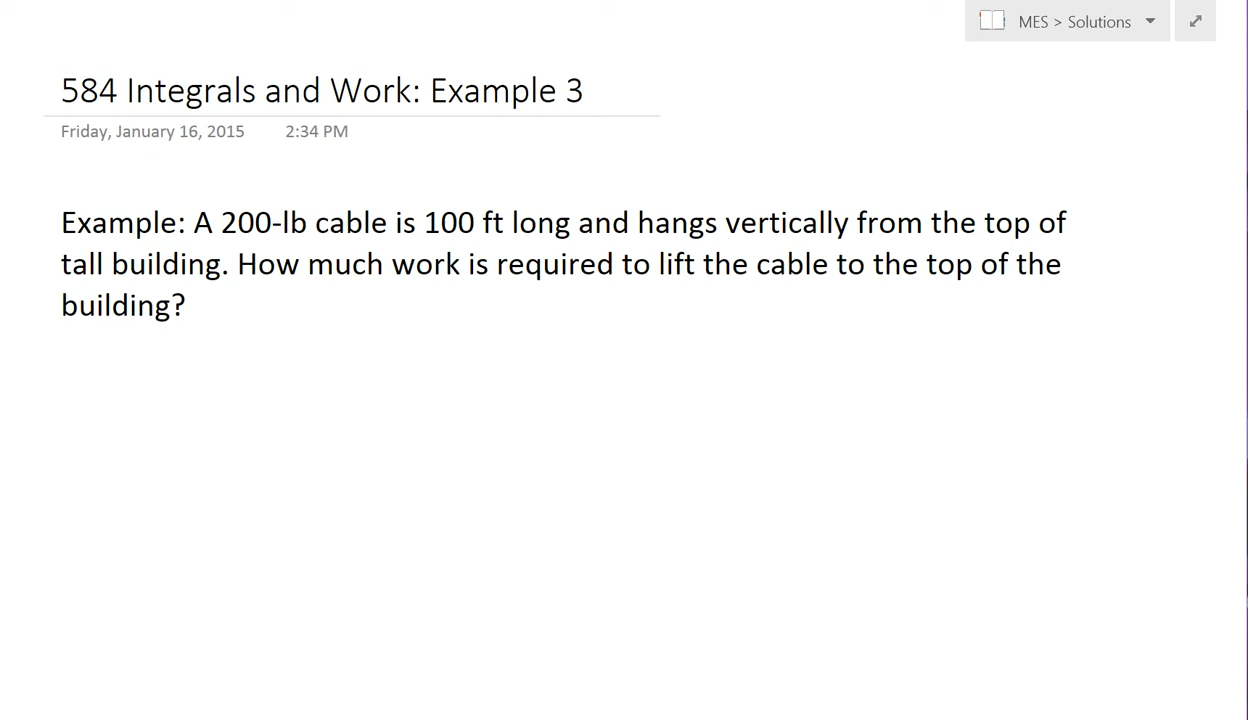 MES > Solutions
584 Integrals and Work: Example 3
Friday, January 16, 2015 2:34 PM
Example: A 200-lb cable is 100 ft long and hangs vertically from the top of
tall building. How much work is required to lift the cable to the top of the
building?